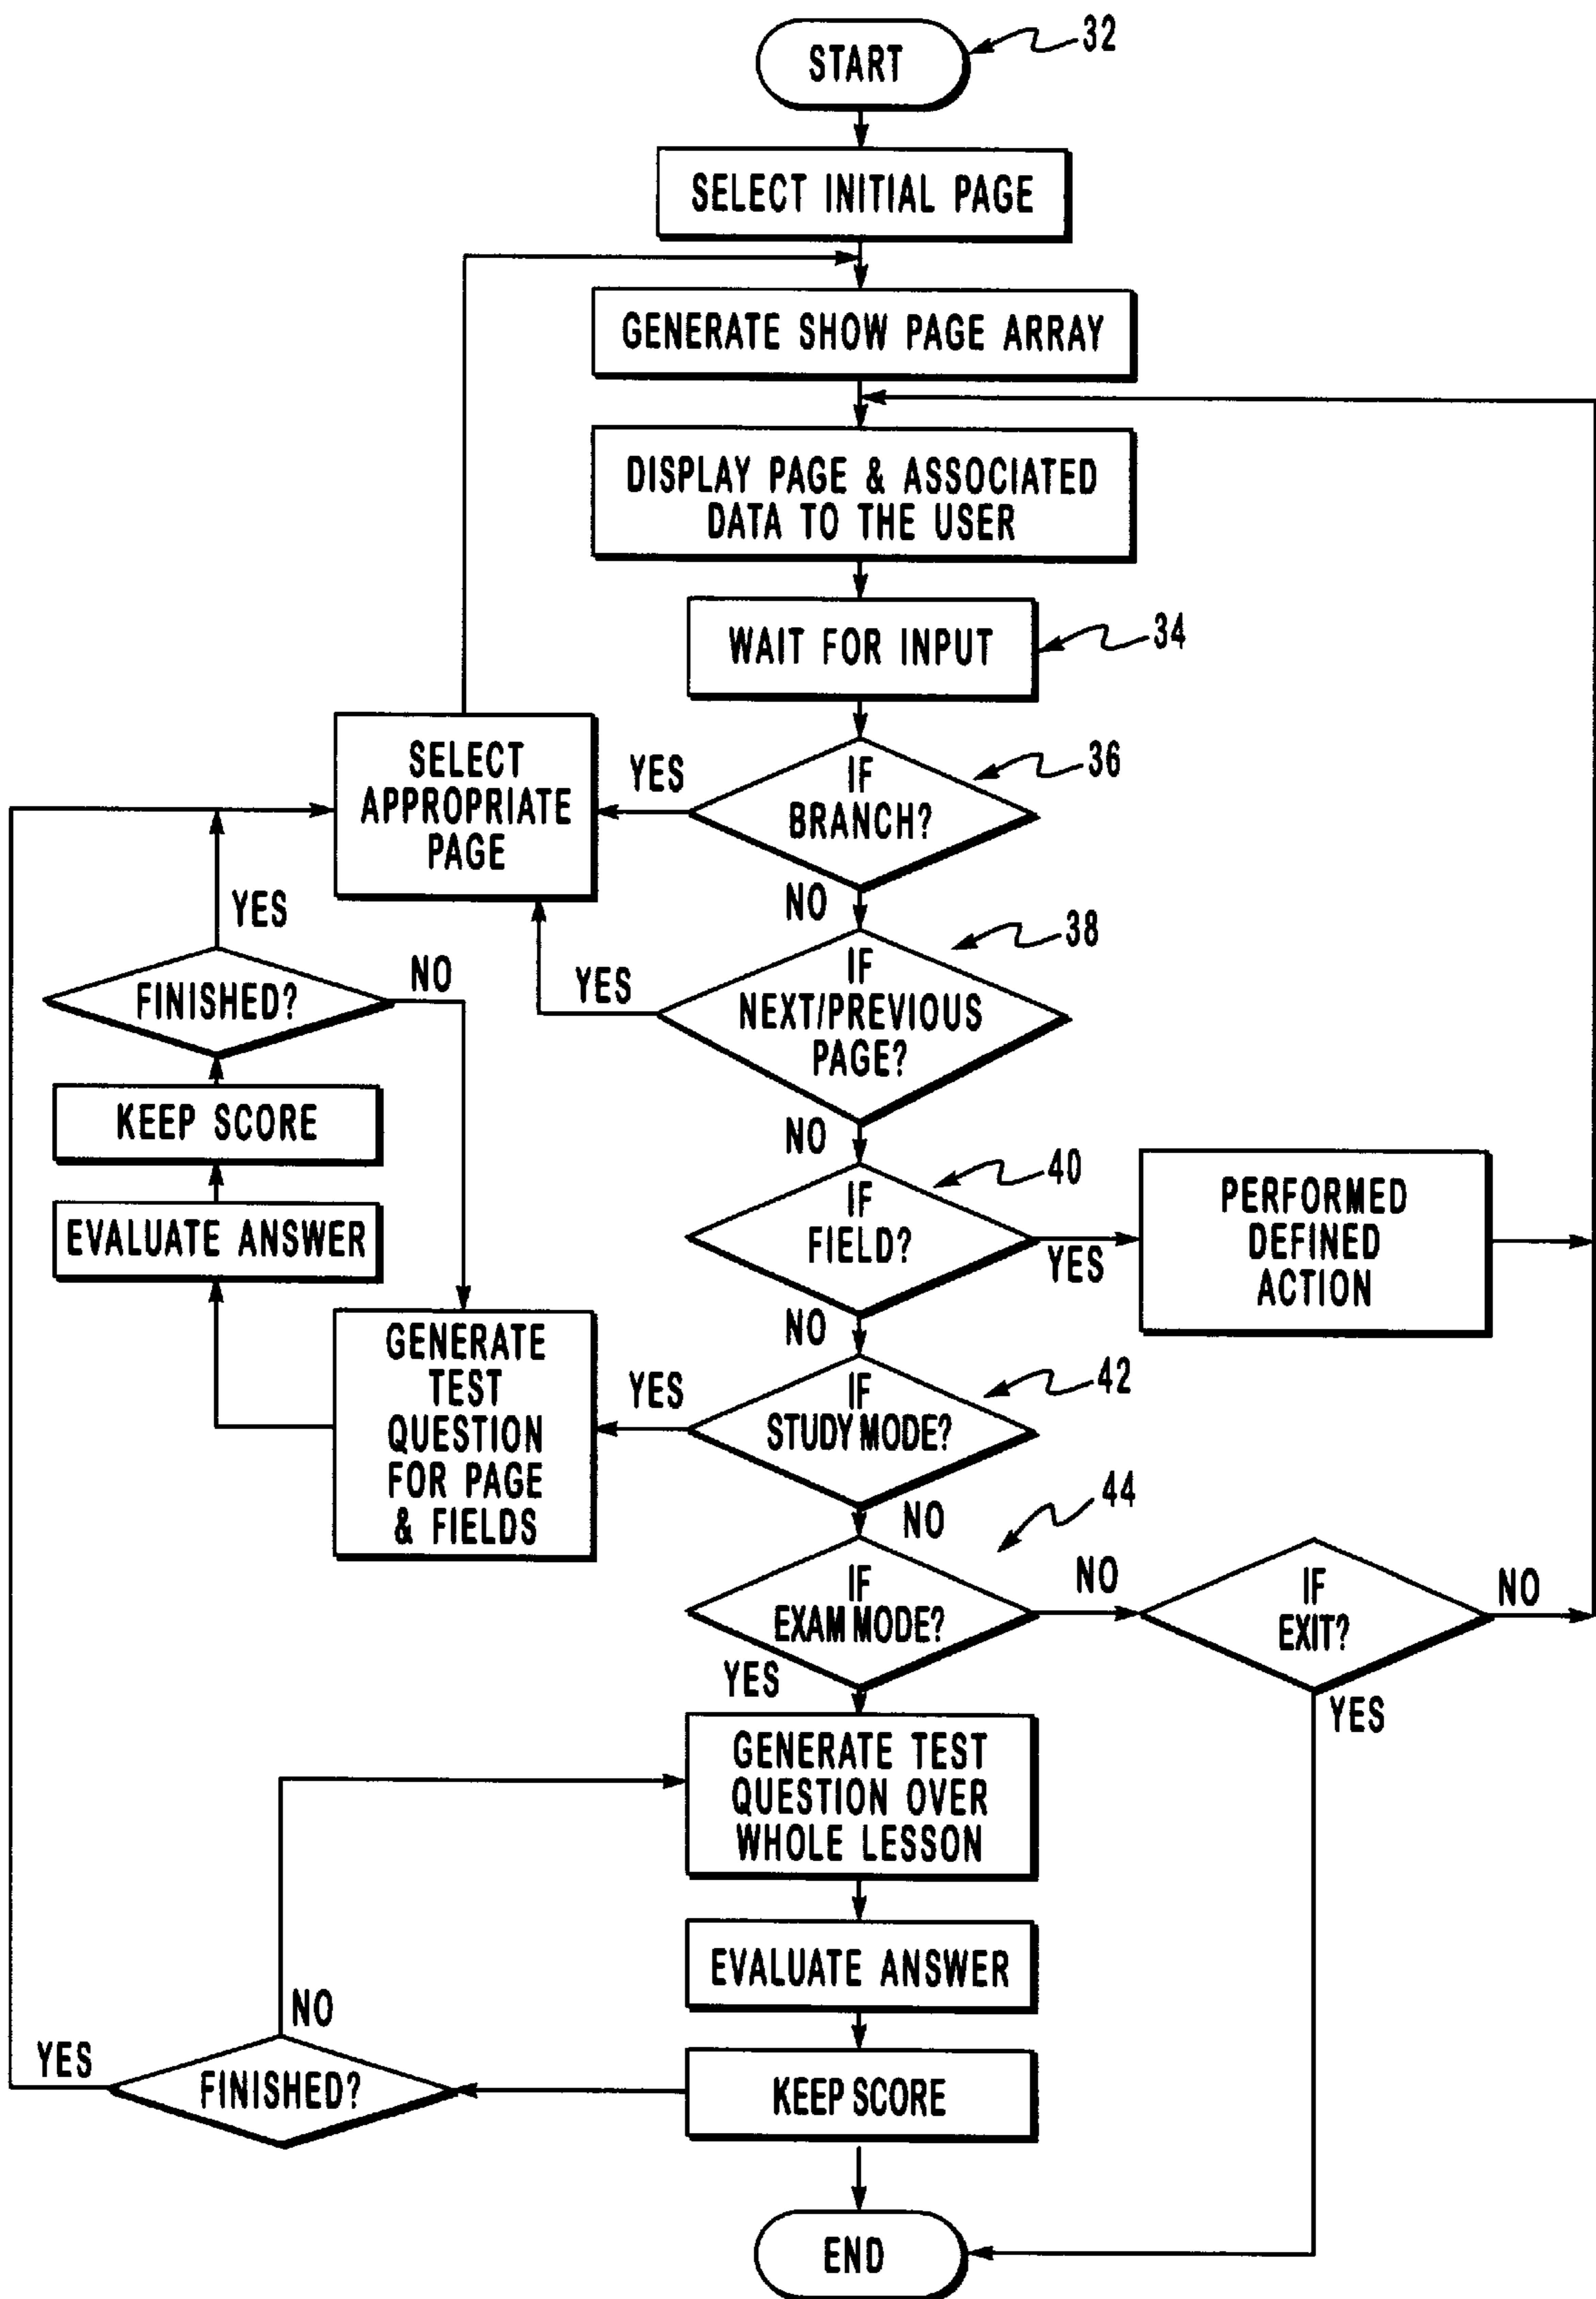 START
32
SELECT INITIAL PAGE
GENERATE SHOW PAGE ARRAY
DISPLAY PAGE & ASSOCIATED
DATA TO THE USER
WAIT FOR INPUT
34
SELECT
APPROPRIATE
PAGE
YES
IF
BRANCH?
36
NO
YES
FINISHED?
NO
YES
IF
NEXT/PREVIOUS
PAGE?
38
NO
KEEP SCORE
EVALUATE ANSWER
IF
FIELD?
40
YES
PERFORMED
DEFINED
ACTION
NO
GENERATE
TEST
QUESTION
FOR PAGE
& FIELDS
YES
IF
STUDY MODE?
42
NO
44
IF
EXAM MODE?
NO
IF
EXIT?
NO
YES
YES
GENERATE TEST
QUESTION OVER
WHOLE LESSON
EVALUATE ANSWER
NO
YES
FINISHED?
KEEP SCORE
END